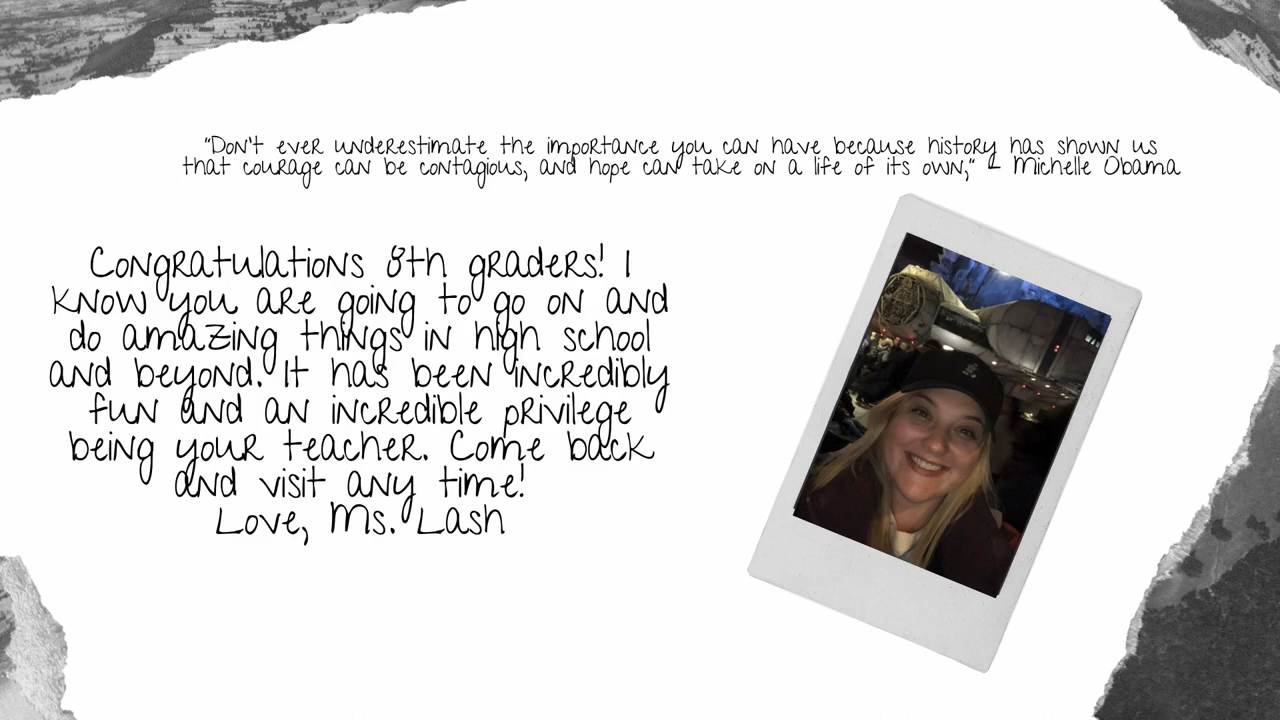 "Don't ever underestimate the importance you can have because history has shown us
that courage can be contagious, and hope can take on a life of its own," - Michelle Obama
Congratulations 8th graders! I
know you are going to go on and
do amazing things in high school
and beyond. It has been incredibly
fun and an incredible privilege
being your teacher. Come back
and visit any time!
Love, Ms. Lash